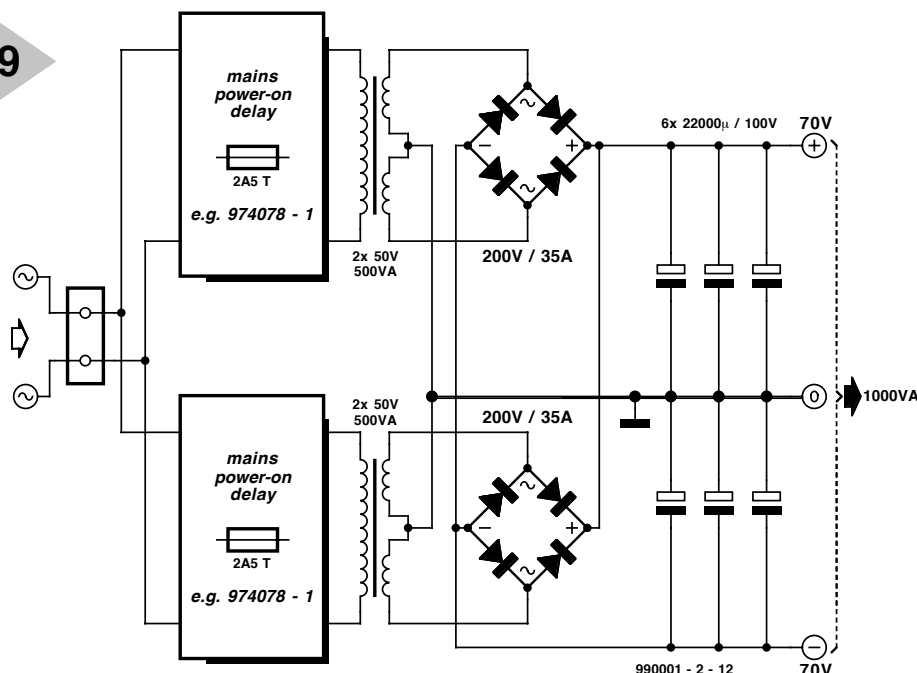 9
mains
power-on
delay
2A5 T
e.g. 974078 - 1
2x 50V
500VA
200V / 35A
6x 22000µ / 100V
70V
+
−
+
0
1000VA
mains
power-on
delay
2A5 T
e.g. 974078 - 1
2x 50V
500VA
200V / 35A
−
+
−
990001 - 2 - 12
70V